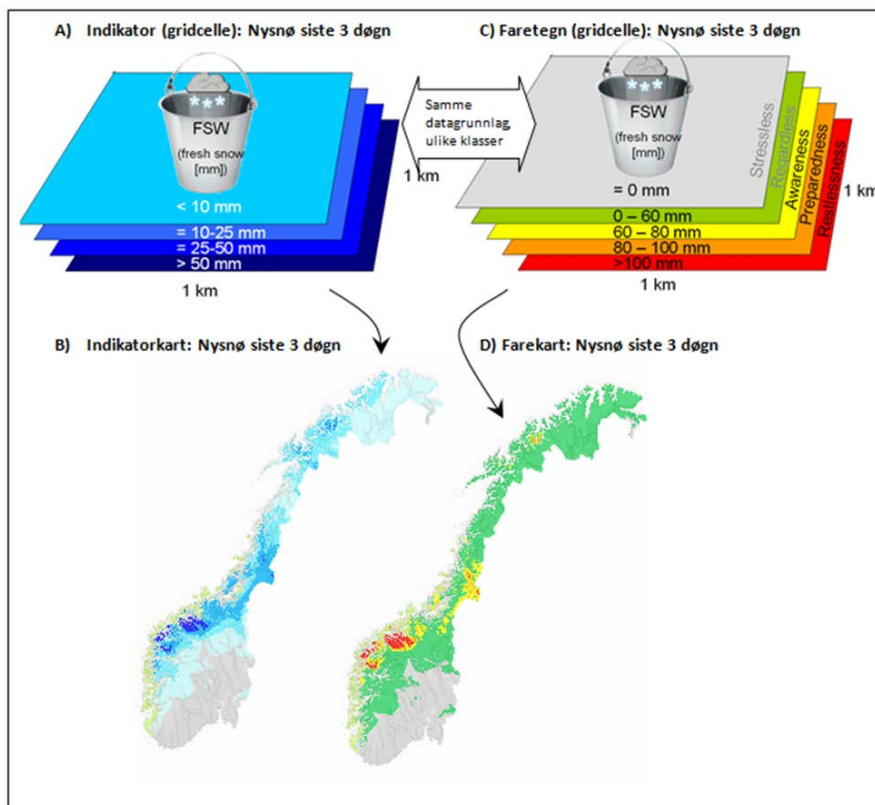 A) Indikator (gridcelle): Nysnø siste 3 døgn
FSW
(fresh snow
[mm])
< 10 mm
= 10-25 mm
= 25-50 mm
> 50 mm
1 km
1 km
Samme
datagrunnlag,
ulike klasser
C) Faretegn (gridcelle): Nysnø siste 3 døgn
FSW
(fresh snow
[mm])
= 0 mm
0 – 60 mm
60 – 80 mm
80 – 100 mm
>100 mm
Stressless
Regardless
Awareness
Preparedness
Restlessness
1 km
1 km
B) Indikatorkart: Nysnø siste 3 døgn
D) Farekart: Nysnø siste 3 døgn